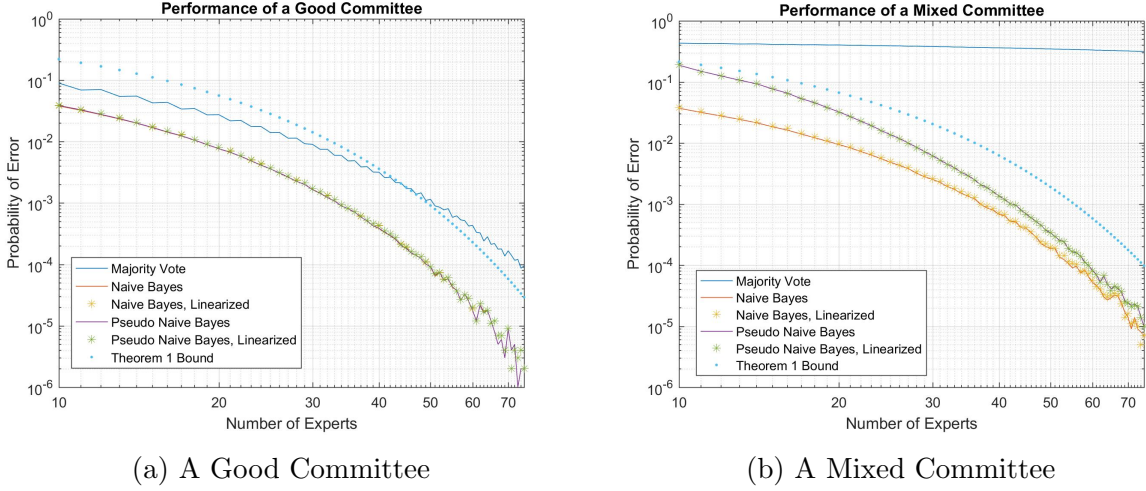 Performance of a Good Committee
10^0
10^-1
10^-2
10^-3
10^-4
10^-5
10^-6
Probability of Error
Majority Vote
Naive Bayes
Naive Bayes, Linearized
Pseudo Naive Bayes
Pseudo Naive Bayes, Linearized
Theorem 1 Bound
10 20 30 40 50 60 70
Number of Experts
(a) A Good Committee
Performance of a Mixed Committee
10^0
10^-1
10^-2
10^-3
10^-4
10^-5
10^-6
Probability of Error
Majority Vote
Naive Bayes
Naive Bayes, Linearized
Pseudo Naive Bayes
Pseudo Naive Bayes, Linearized
Theorem 1 Bound
10 20 30 40 50 60 70
Number of Experts
(b) A Mixed Committee